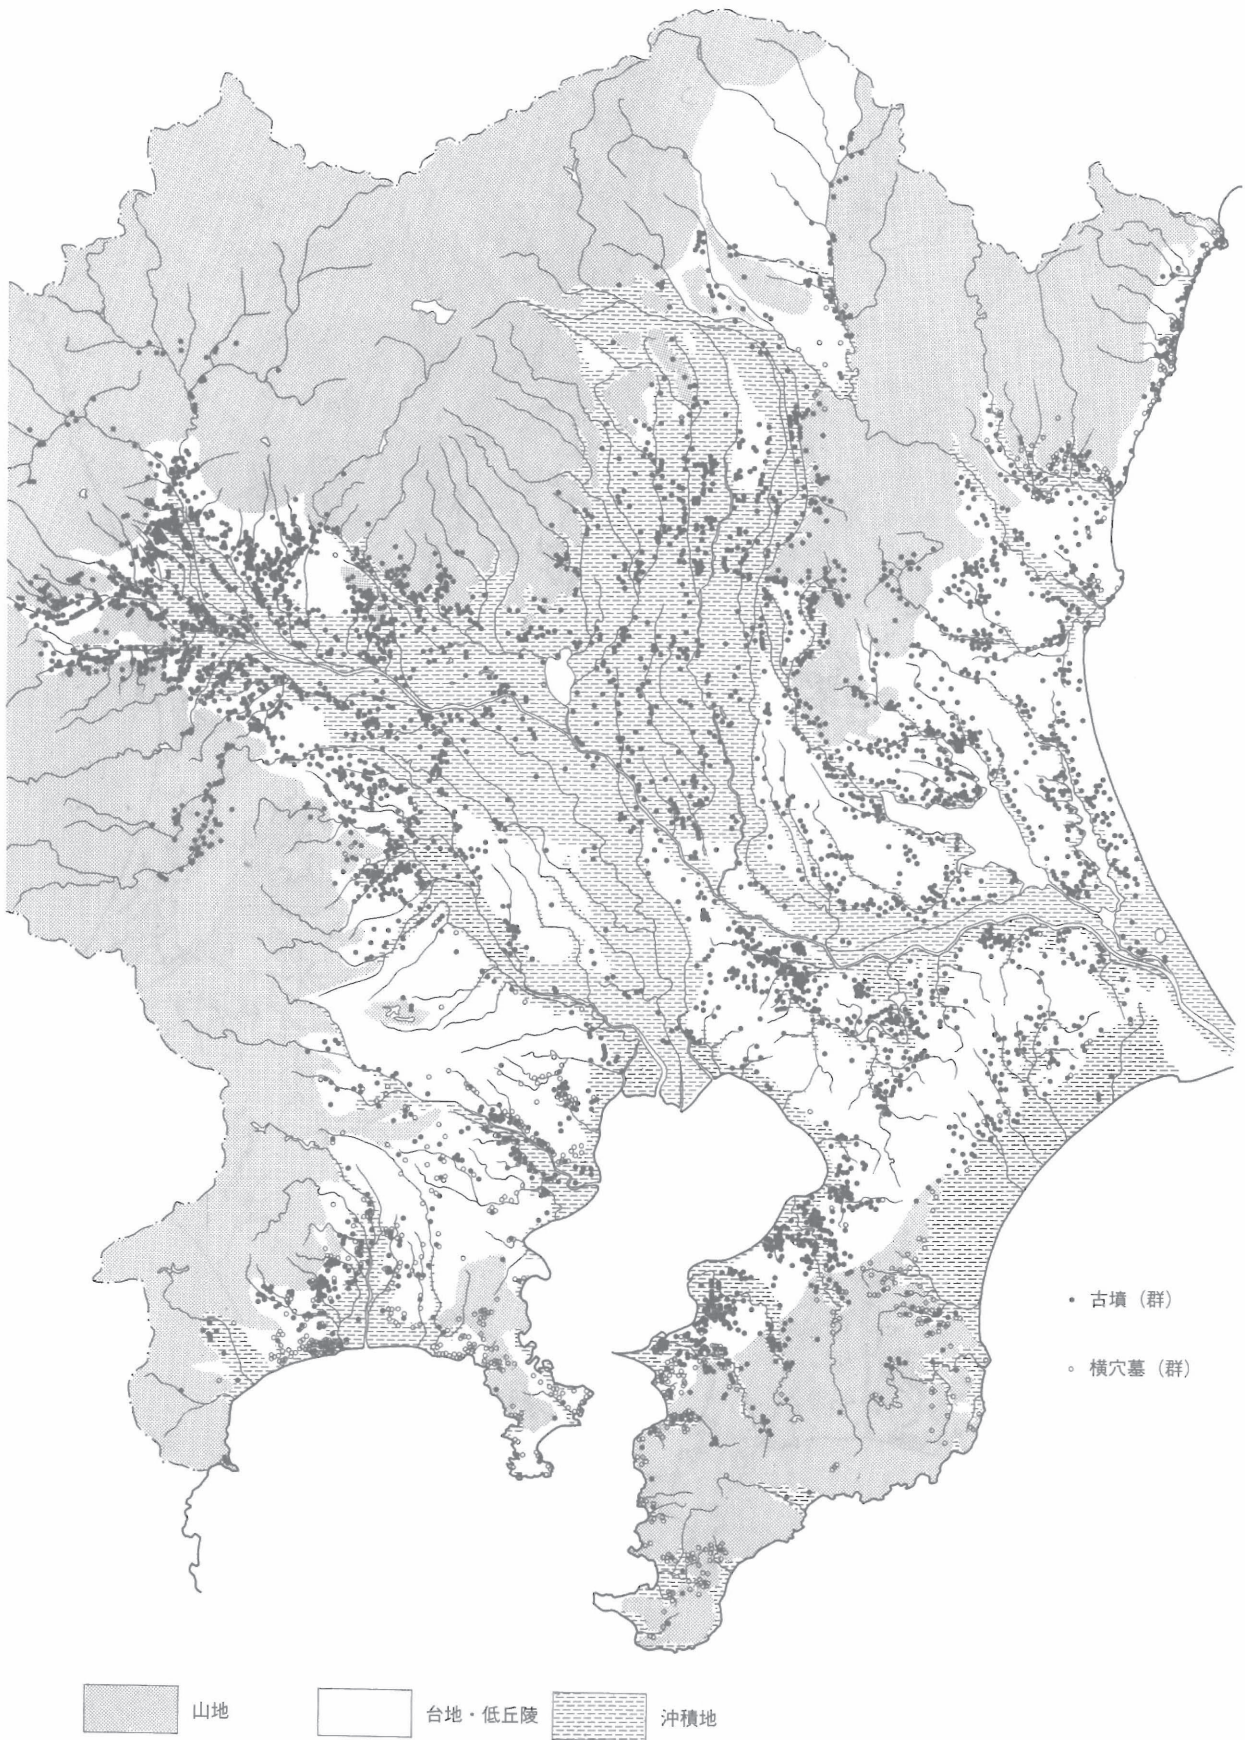 古墳（群）
横穴墓（群）
山地
台地・低丘陵
沖積地